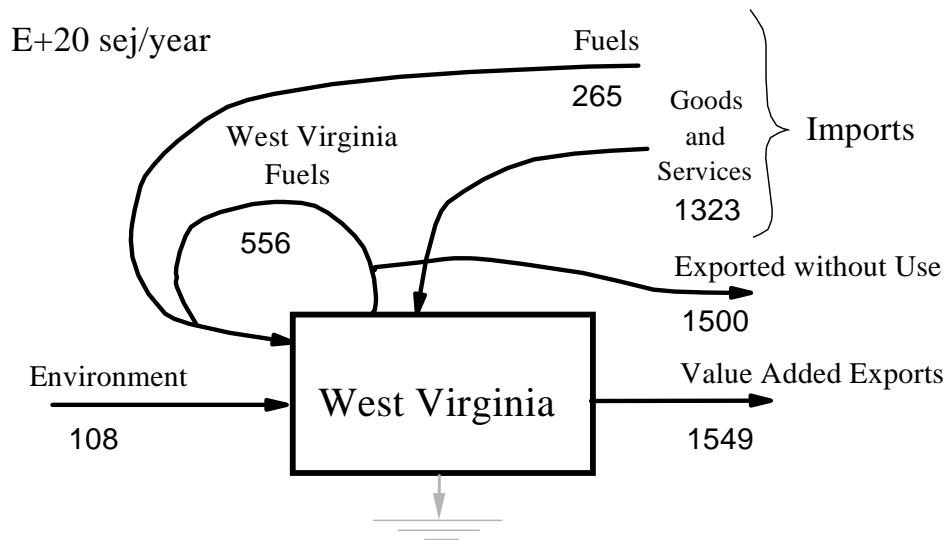 E+20 sej/year
Fuels
265
Goods
and
Services
1323
Imports
West Virginia
Fuels
556
Exported without Use
1500
Environment
108
West Virginia
Value Added Exports
1549